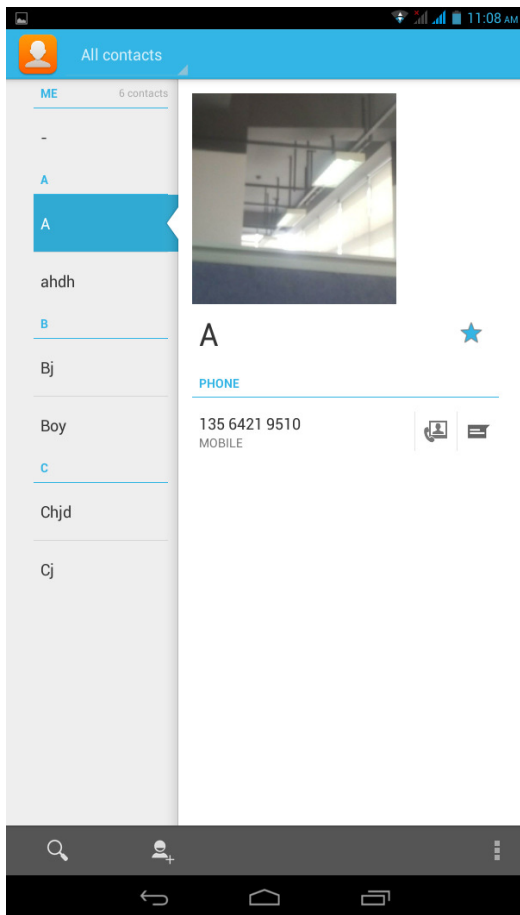 11:08 AM
All contacts
ME 6 contacts
-
A
A
ahdh
B
Bj
Boy
C
Chjd
Cj
A
PHONE
135 6421 9510
MOBILE